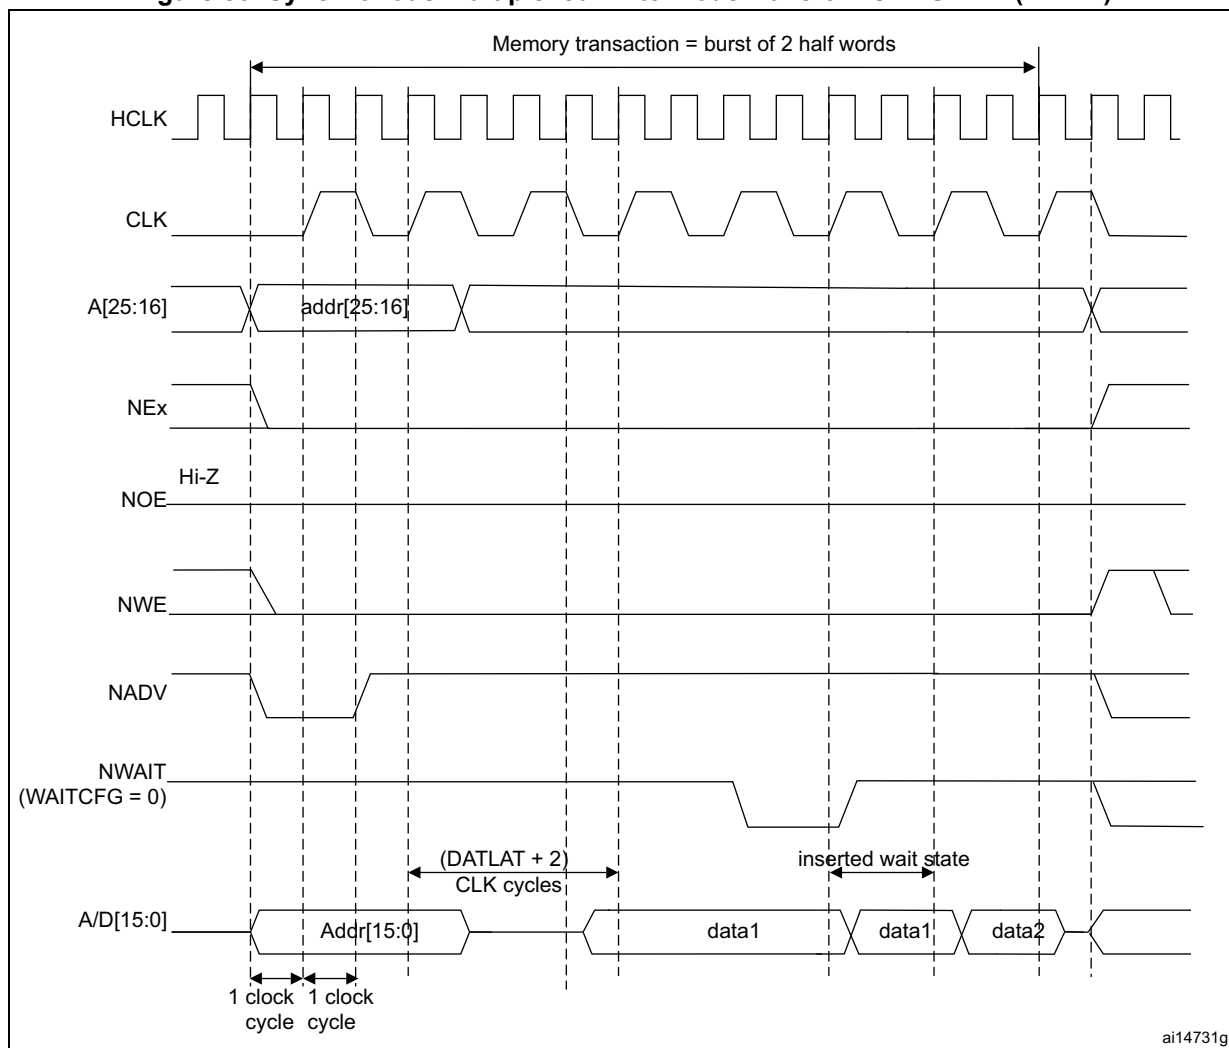 Memory transaction = burst of 2 half words
HCLK
CLK
A[25:16]
addr[25:16]
NEx
Hi-Z
NOE
NWE
NADV
NWAIT
(WAITCFG = 0)
(DATLAT + 2)
CLK cycles
inserted wait state
A/D[15:0]
Addr[15:0]
data1
data1
data2
1 clock
cycle
1 clock
cycle
ai14731g